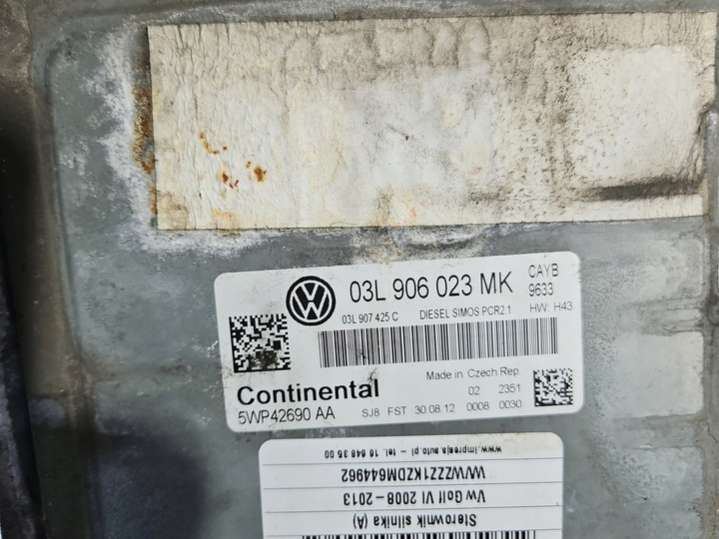 03L 906 023 MK
CAYB
9633
03L 907 425 C DIESEL SIMOS PCR2.1 HW: H43
Made in Czech Rep.
Continental
02 2351
5WP42690 AA SJ8 FST 30.08.12 0008 0030
Sterownik silnika (A)
Vw Golf VI 2008 - 2013
WVWZZZ1KZDM644962
www.impresja.auto.pl - tel. 16 648 35 00